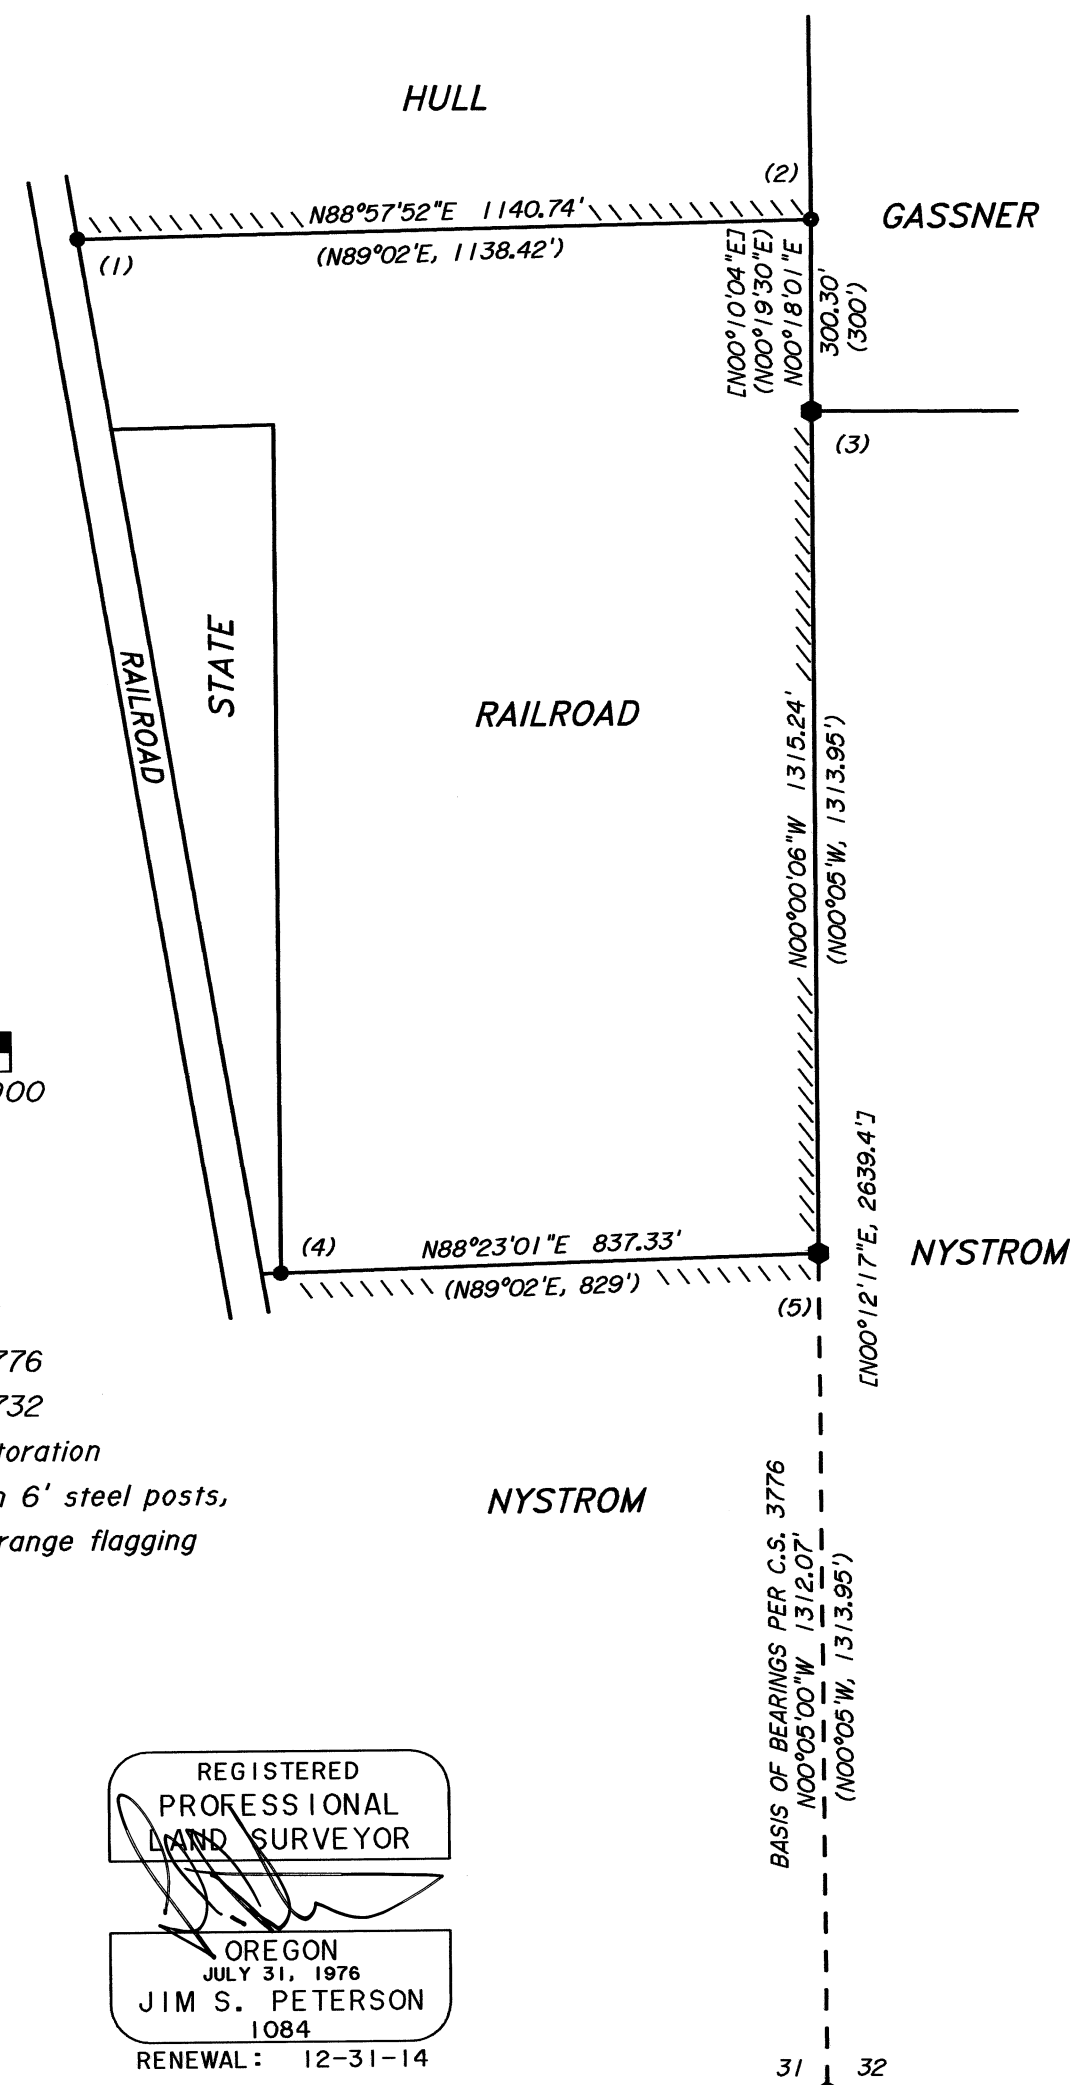 HULL
(2)
N88°57'52"E 1140.74'
GASSNER
(N89°02'E, 1138.42')
(1)
[N00°10'04"E]
(N00°19'30"E)
N00°18'01"E
300.30'
(300')
(3)
STATE
RAILROAD
RAILROAD
N00°00'06"W 1315.24'
(N00°05'W, 1313.95')
000
[N00°12'17"E, 2639.4']
(4)
N88°23'01"E 837.33'
NYSTROM
(N89°02'E, 829')
(5)
776
732
toration
n 6' steel posts,
range flagging
NYSTROM
BASIS OF BEARINGS PER C.S. 3776
N00°05'00"W 1312.07'
(N00°05'W, 1313.95')
REGISTERED
PROFESSIONAL
LAND SURVEYOR
OREGON
JULY 31, 1976
JIM S. PETERSON
1084
RENEWAL: 12-31-14
31 32